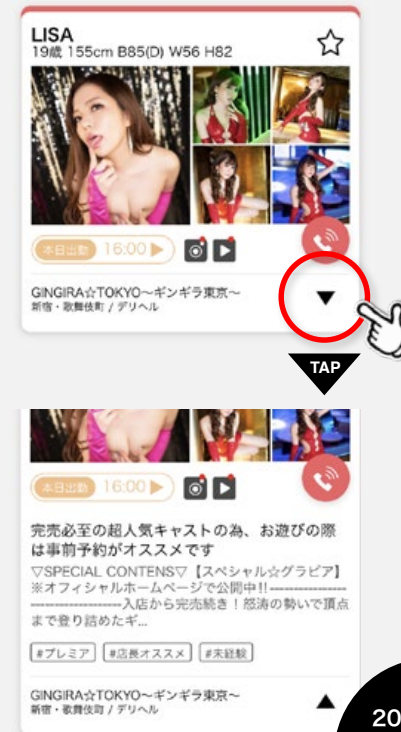 LISA
19歳 155cm B85(D) W56 H82
本日出勤 16:00▶
GINGIRA☆TOKYO〜ギンギラ東京〜
新宿・歌舞伎町 / デリヘル
▼
TAP
本日出勤 16:00▶
完売必至の超人気キャストの為、お遊びの際
は事前予約がオススメです
▽SPECIAL CONTENS▽【スペシャル☆グラビア】
※オフィシャルホームページで公開中!!----------------
-------------------入店から完売続き！怒涛の勢いで頂点
まで登り詰めたギ...
#プレミア #店長オススメ #未経験
GINGIRA☆TOKYO〜ギンギラ東京〜
新宿・歌舞伎町 / デリヘル
▲
20